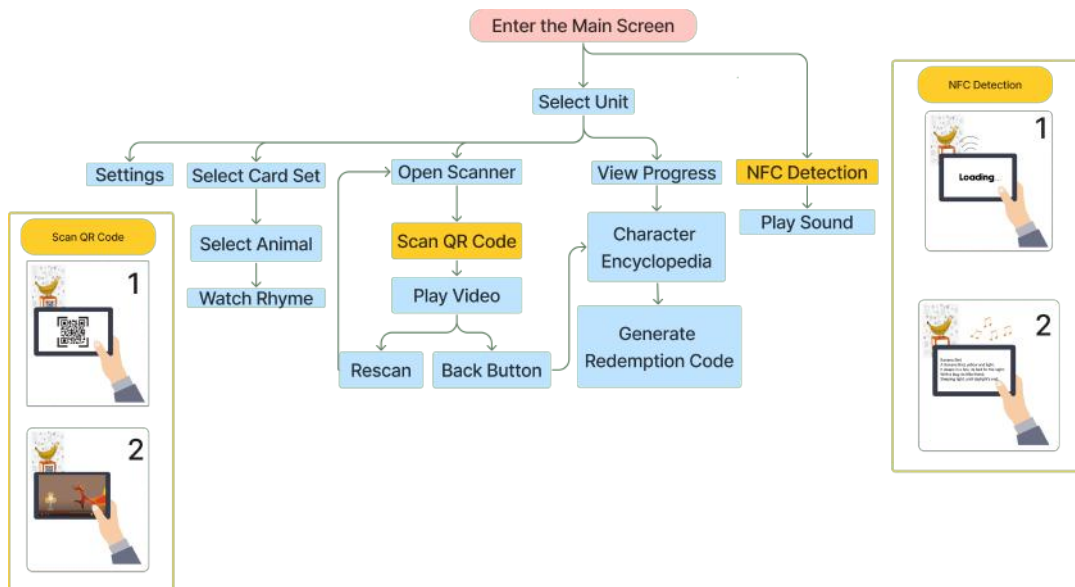 Enter the Main Screen
Select Unit
Settings
Select Card Set
Open Scanner
View Progress
NFC Detection
Select Animal
Scan QR Code
Character
Encyclopedia
Play Sound
Watch Rhyme
Play Video
Generate
Redemption Code
Rescan
Back Button
Scan QR Code
1
2
NFC Detection
1
Loading...
2